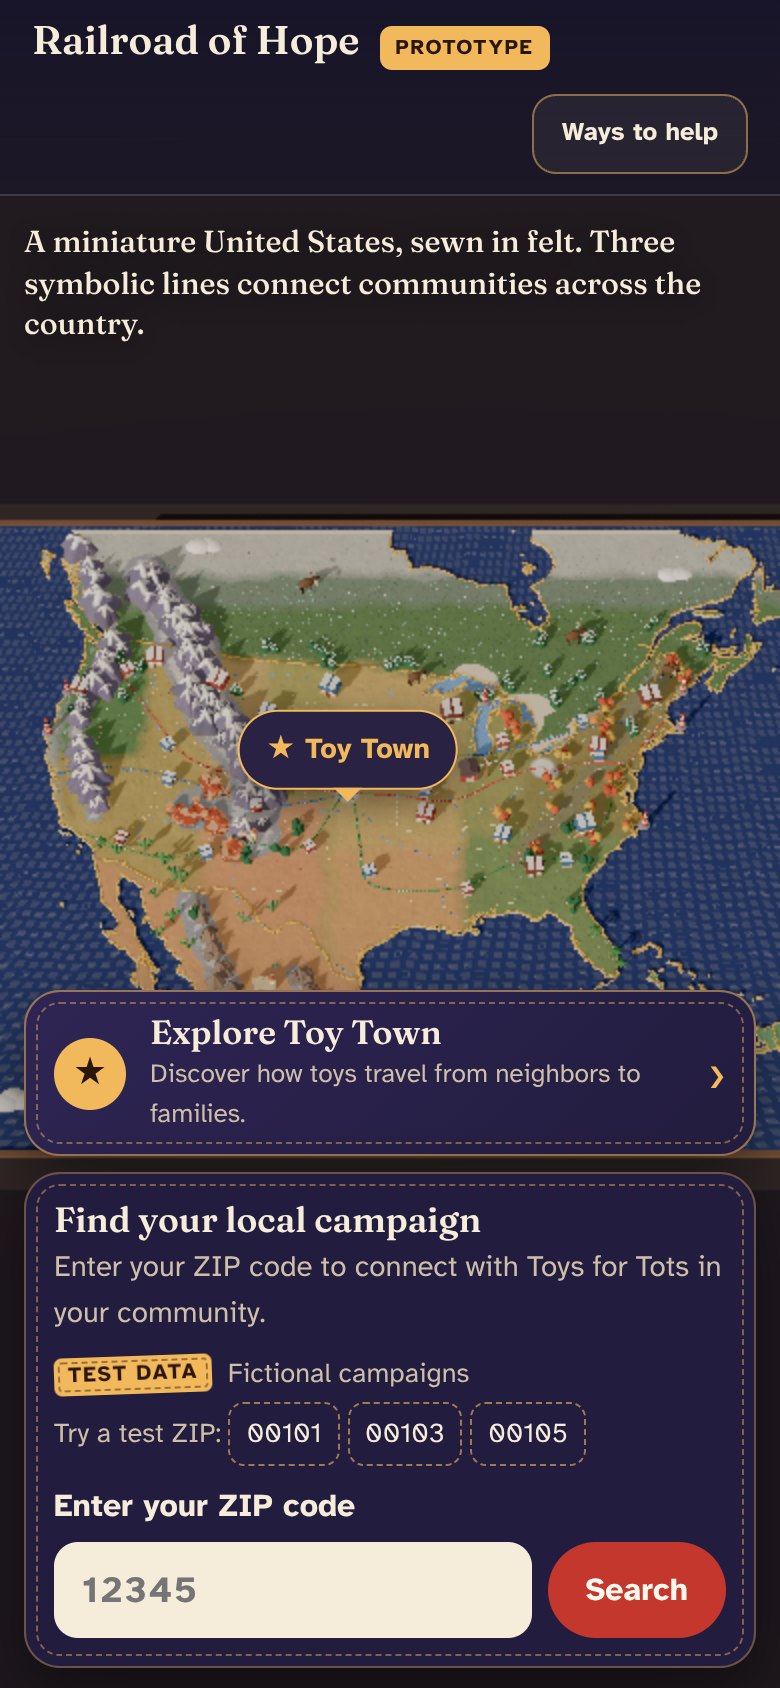 Railroad of Hope
PROTOTYPE
Ways to help
A miniature United States, sewn in felt. Three
symbolic lines connect communities across the
country.
★ Toy Town
★
Explore Toy Town
Discover how toys travel from neighbors to
families.
❯
Find your local campaign
Enter your ZIP code to connect with Toys for Tots in
your community.
TEST DATA Fictional campaigns
Try a test ZIP: 00101 00103 00105
Enter your ZIP code
12345
Search